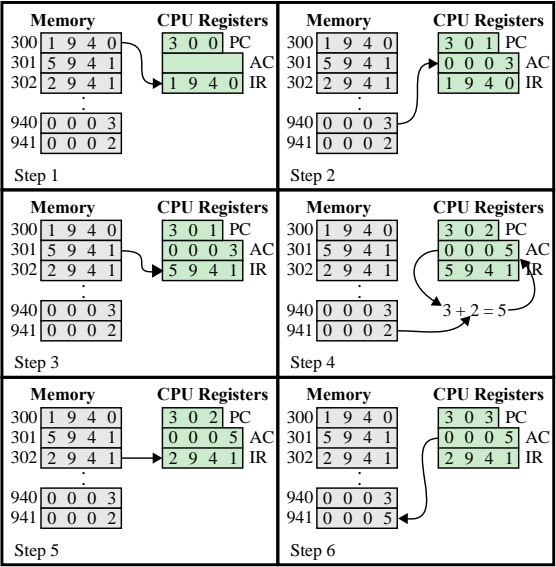 Memory CPU Registers
300 1 9 4 0 3 0 0 PC
301 5 9 4 1 AC
302 2 9 4 1 1 9 4 0 IR
940 0 0 0 3
941 0 0 0 2
Step 1
Memory CPU Registers
300 1 9 4 0 3 0 1 PC
301 5 9 4 1 0 0 0 3 AC
302 2 9 4 1 1 9 4 0 IR
940 0 0 0 3
941 0 0 0 2
Step 2
Memory CPU Registers
300 1 9 4 0 3 0 1 PC
301 5 9 4 1 0 0 0 3 AC
302 2 9 4 1 5 9 4 1 IR
940 0 0 0 3
941 0 0 0 2
Step 3
Memory CPU Registers
300 1 9 4 0 3 0 2 PC
301 5 9 4 1 0 0 0 5 AC
302 2 9 4 1 5 9 4 1 IR
940 0 0 0 3 3 + 2 = 5
941 0 0 0 2
Step 4
Memory CPU Registers
300 1 9 4 0 3 0 2 PC
301 5 9 4 1 0 0 0 5 AC
302 2 9 4 1 2 9 4 1 IR
940 0 0 0 3
941 0 0 0 2
Step 5
Memory CPU Registers
300 1 9 4 0 3 0 3 PC
301 5 9 4 1 0 0 0 5 AC
302 2 9 4 1 2 9 4 1 IR
940 0 0 0 3
941 0 0 0 5
Step 6